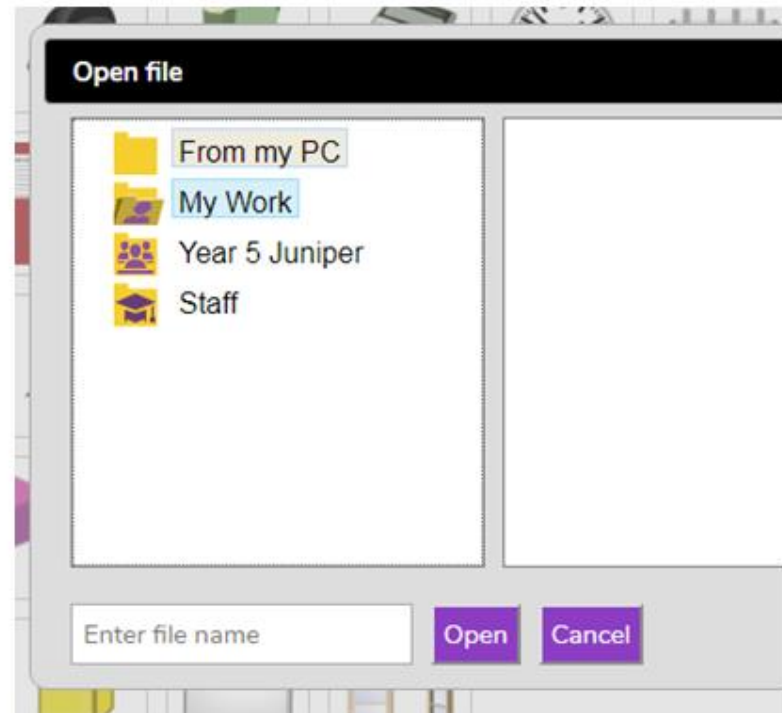 Open file
From my PC
My Work
Year 5 Juniper
Staff
Enter file name
Open
Cancel